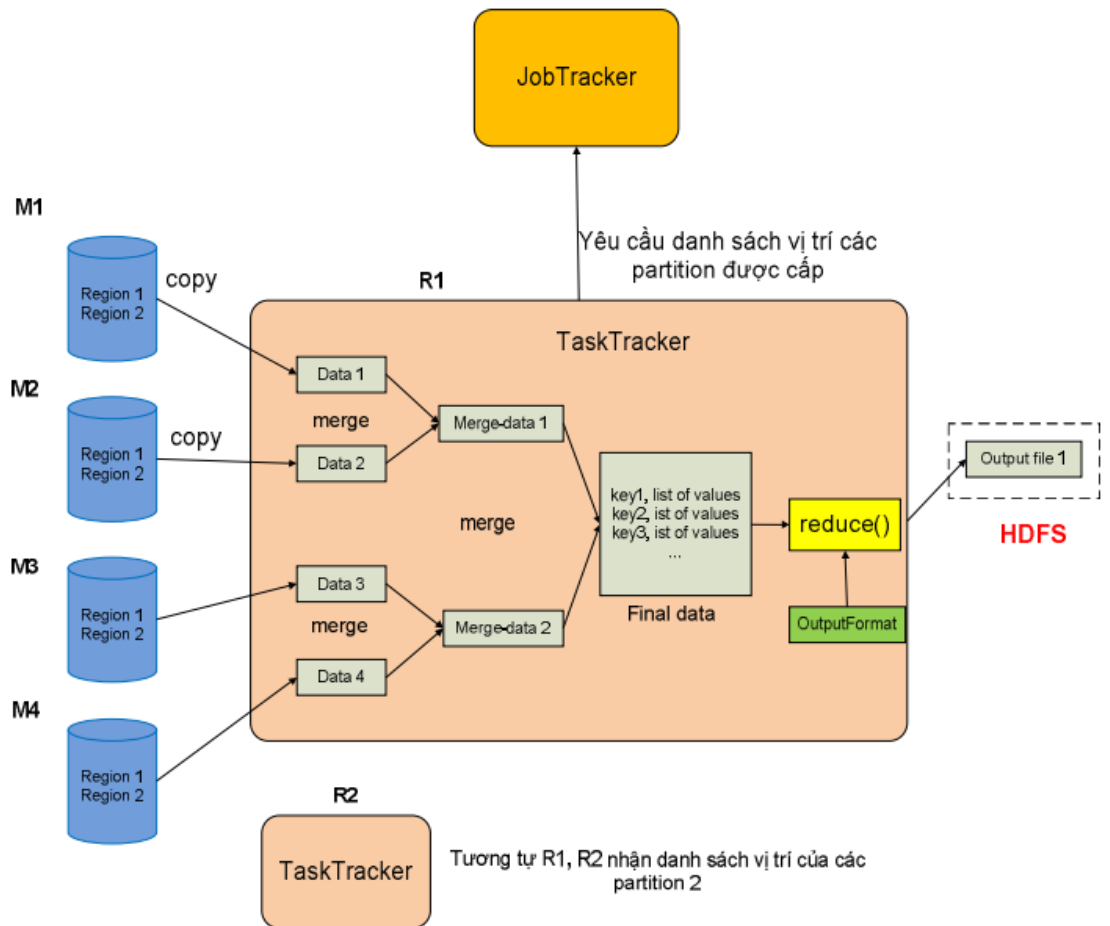 JobTracker
Yêu cầu danh sách vị trí các
partition được cấp
M1
Region 1
Region 2
copy
R1
TaskTracker
M2
Region 1
Region 2
copy
Data 1
merge
Data 2
Merge-data 1
merge
key1, list of values
key2, ist of values
key3, ist of values
...
Final data
reduce()
OutputFormat
Output file 1
HDFS
M3
Region 1
Region 2
Data 3
merge
Data 4
Merge-data 2
M4
Region 1
Region 2
R2
TaskTracker
Tương tự R1, R2 nhận danh sách vị trí của các
partition 2